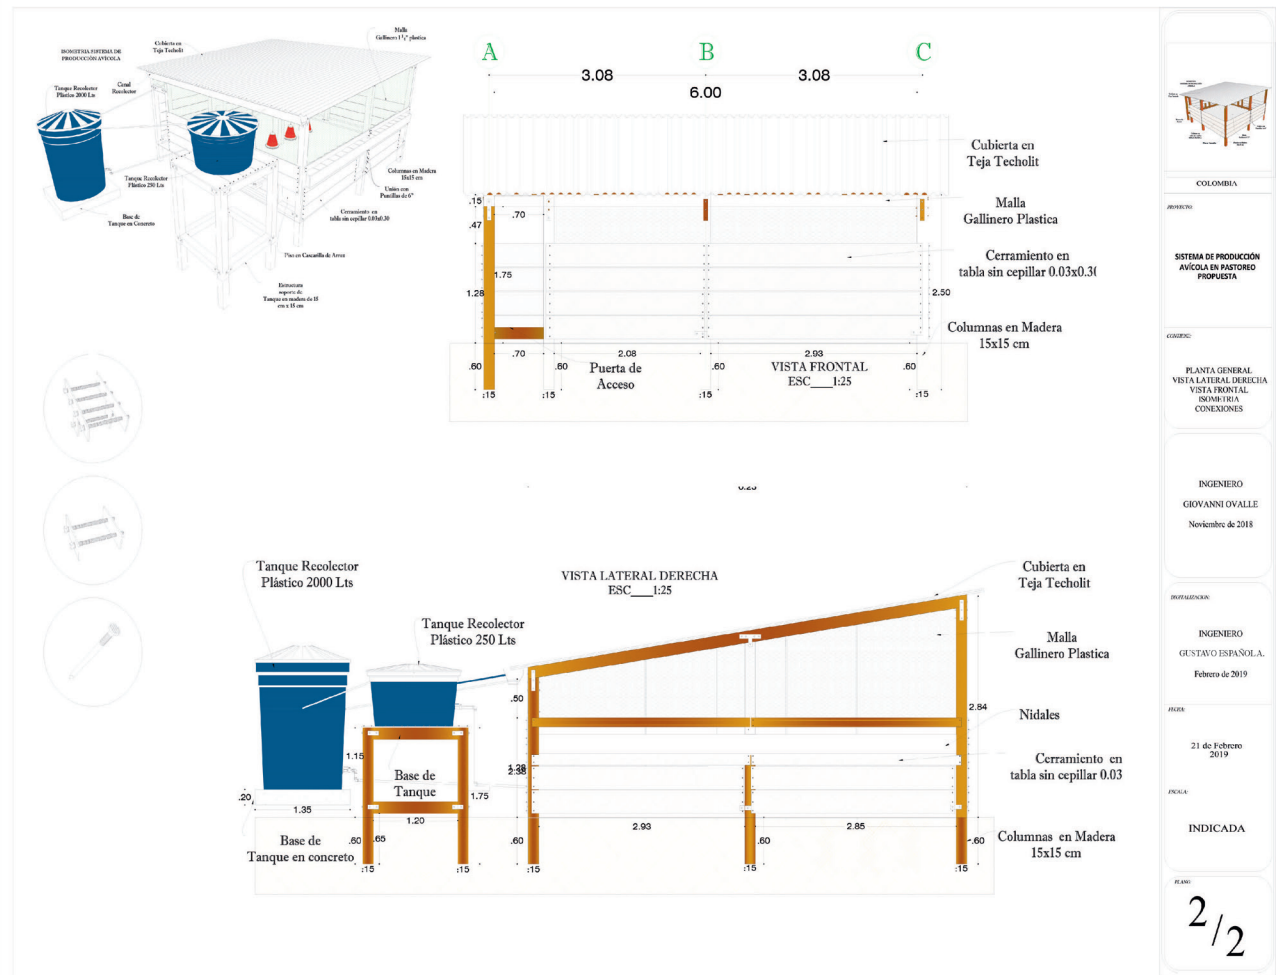 ISOMETRIA SISTEMA DE
PRODUCCIÓN AVÍCOLA
Cubierta en
Teja Techolit
Malla
Gallinero 1 1/4" plastica
Tanque Recolector
Plástico 2000 Lts
Canal
Recolector
Tanque Recolector
Plástico 250 Lts
Base de
Tanque en Concreto
Columnas en Madera
15x15 cm
Unión con
Puntillas de 6"
Cerramiento en
tabla sin cepillar 0.03x0.30
Piso en Cascarilla de Arroz
Estructura
soporte de
Tanque en madera de 15
cm x 15 cm
A
B
C
3.08
3.08
6.00
Cubierta en
Teja Techolit
Malla
Gallinero Plastica
Cerramiento en
tabla sin cepillar 0.03x0.30
Columnas en Madera
15x15 cm
.15
.47
.70
1.75
1.28
2.50
.70
2.08
2.93
.60
.60
.60
.60
Puerta de
Acceso
VISTA FRONTAL
ESC___1:25
:15
:15
:15
:15
VISTA LATERAL DERECHA
ESC___1:25
Tanque Recolector
Plástico 2000 Lts
Tanque Recolector
Plástico 250 Lts
Cubierta en
Teja Techolit
Malla
Gallinero Plastica
Nidales
Cerramiento en
tabla sin cepillar 0.03
Columnas en Madera
15x15 cm
.50
2.84
1.15
2.38
1.75
.20
1.35
1.20
Base de
Tanque
Base de
Tanque en concreto
.60
.65
.60
2.93
.60
2.85
.60
:15
:15
:15
:15
:15
COLOMBIA
PROYECTO:
SISTEMA DE PRODUCCIÓN
AVÍCOLA EN PASTOREO
PROPUESTA
CONTIENE:
PLANTA GENERAL
VISTA LATERAL DERECHA
VISTA FRONTAL
ISOMETRIA
CONEXIONES
INGENIERO
GIOVANNI OVALLE
Noviembre de 2018
DIGITALIZACION:
INGENIERO
GUSTAVO ESPAÑOLA.
Febrero de 2019
FECHA:
21 de Febrero
2019
ESCALA:
INDICADA
PLANO:
2/2